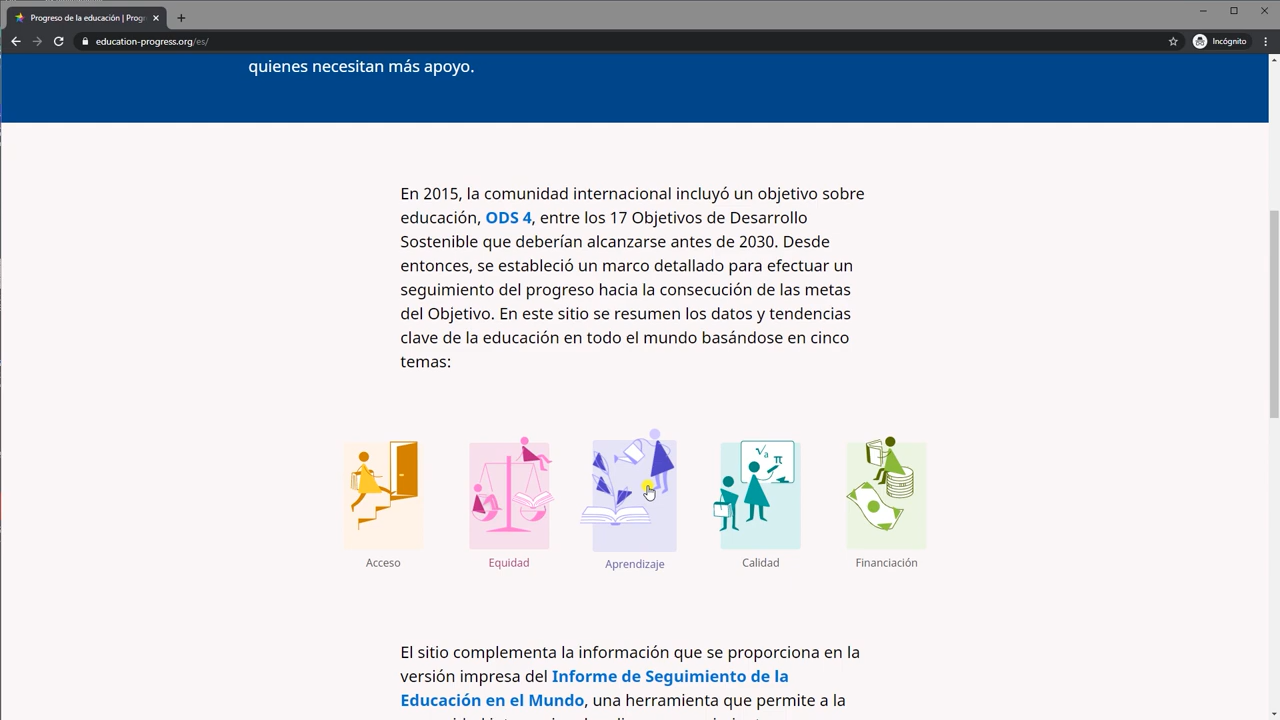 Progreso de la educación | Prog
education-progress.org/es/
Incógnito
quienes necesitan más apoyo.
En 2015, la comunidad internacional incluyó un objetivo sobre
educación, ODS 4, entre los 17 Objetivos de Desarrollo
Sostenible que deberían alcanzarse antes de 2030. Desde
entonces, se estableció un marco detallado para efectuar un
seguimiento del progreso hacia la consecución de las metas
del Objetivo. En este sitio se resumen los datos y tendencias
clave de la educación en todo el mundo basándose en cinco
temas:
√a π
Acceso
Equidad
Aprendizaje
Calidad
Financiación
El sitio complementa la información que se proporciona en la
versión impresa del Informe de Seguimiento de la
Educación en el Mundo, una herramienta que permite a la